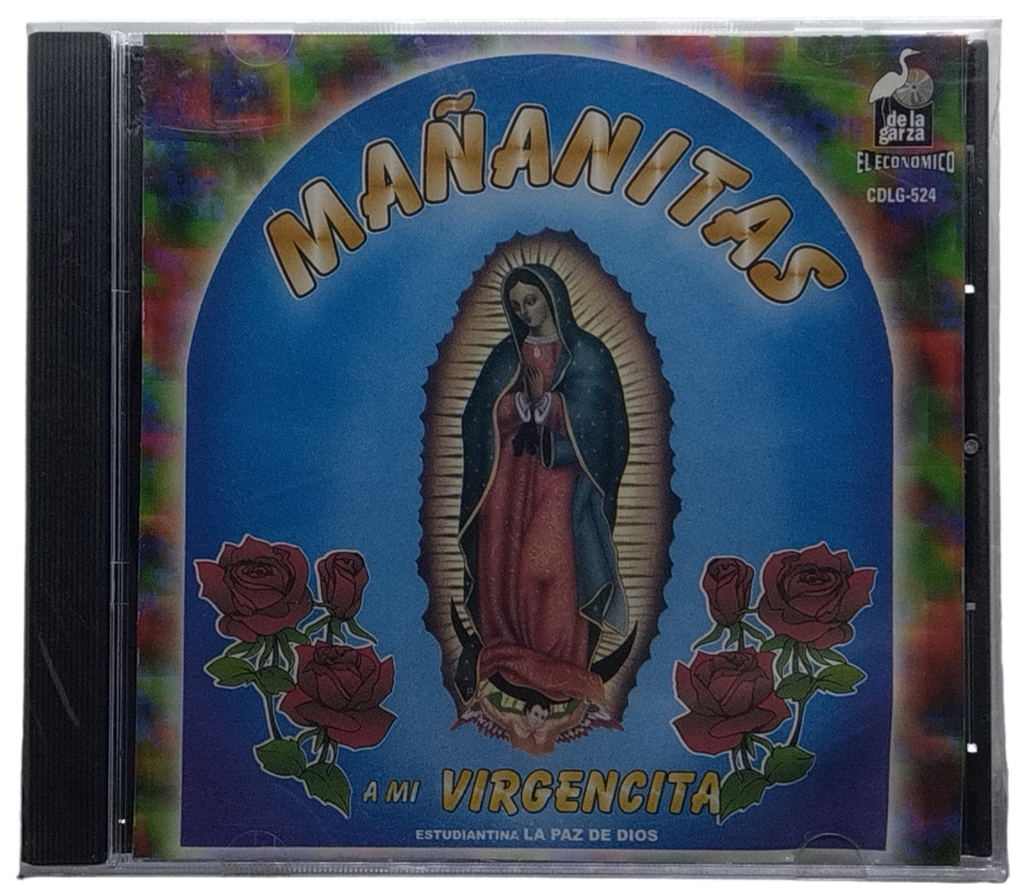 de la
garza
EL ECONOMICO
CDLG-524
MAÑANITAS
A MI VIRGENCITA
ESTUDIANTINA LA PAZ DE DIOS